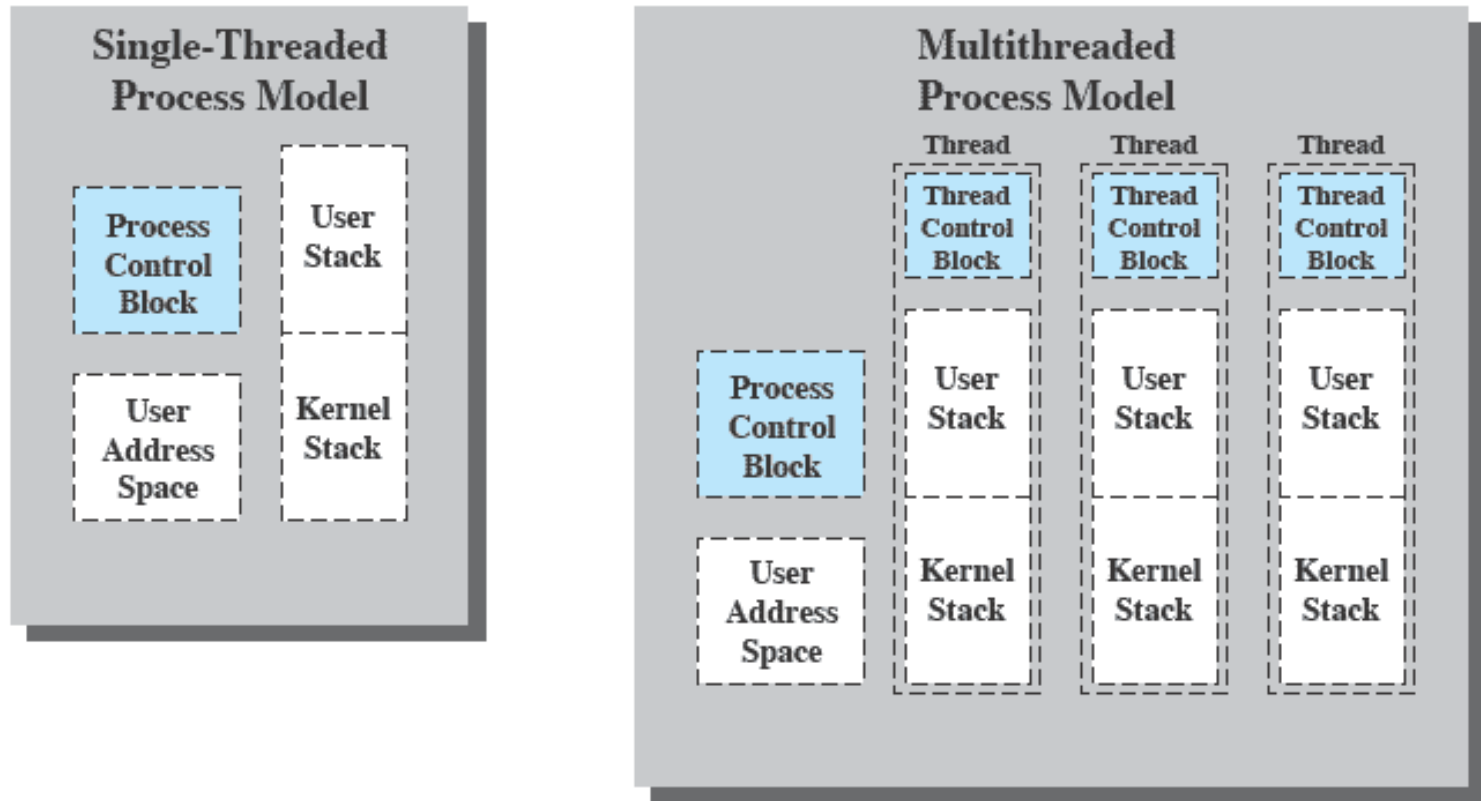 Single-Threaded
Process Model
Process
Control
Block
User
Stack
User
Address
Space
Kernel
Stack
Multithreaded
Process Model
Thread
Thread
Thread
Thread
Control
Block
Thread
Control
Block
Thread
Control
Block
Process
Control
Block
User
Stack
User
Stack
User
Stack
User
Address
Space
Kernel
Stack
Kernel
Stack
Kernel
Stack